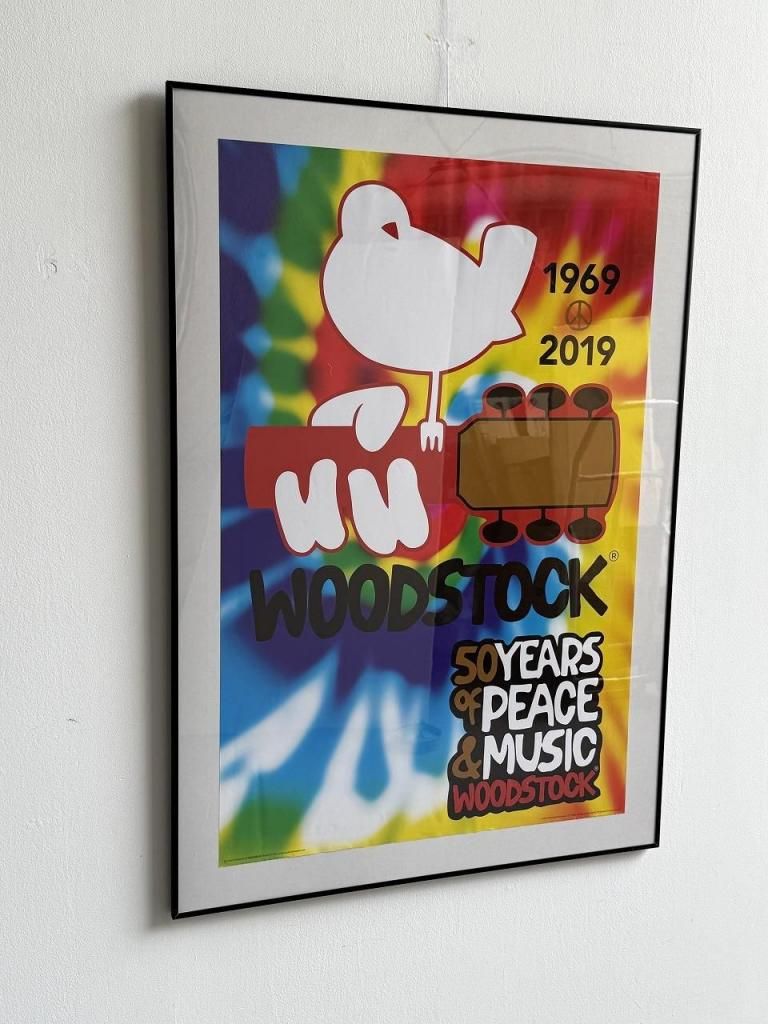 1969
2019
WOODSTOCK®
50 YEARS
of PEACE
& MUSIC
WOODSTOCK®